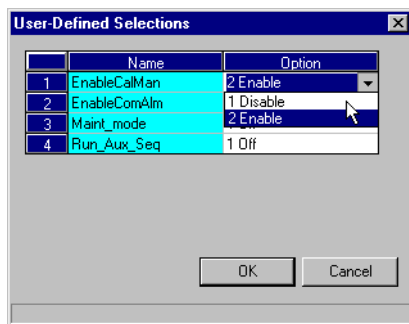 User-Defined Selections
Name Option
1 EnableCalMan 2 Enable
2 EnableComAlm 1 Disable
3 Maint_mode 2 Enable
4 Run_Aux_Seq 1 Off
OK Cancel